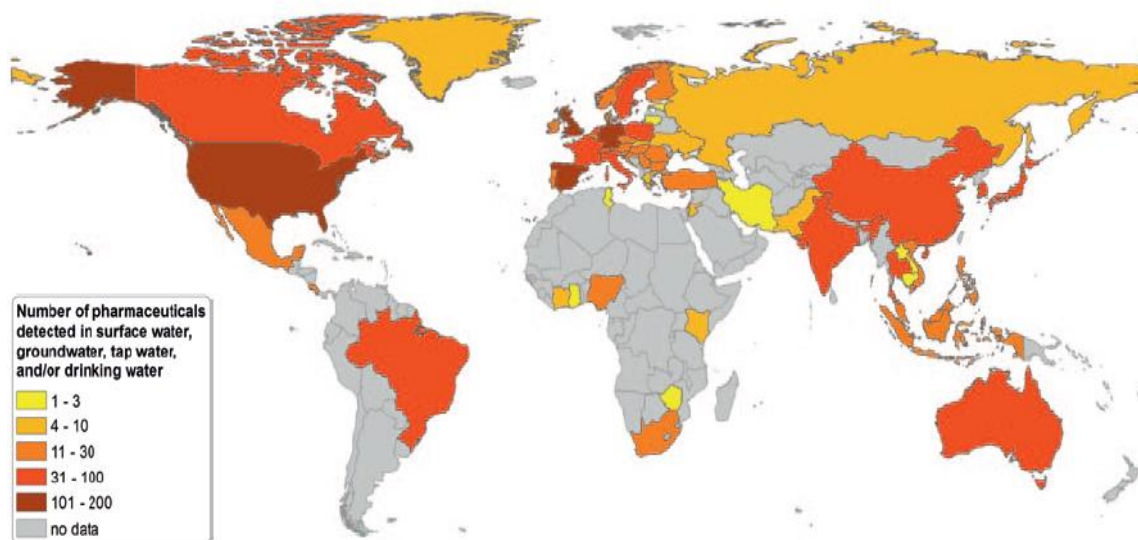 Number of pharmaceuticals
detected in surface water,
groundwater, tap water,
and/or drinking water
1 - 3
4 - 10
11 - 30
31 - 100
101 - 200
no data